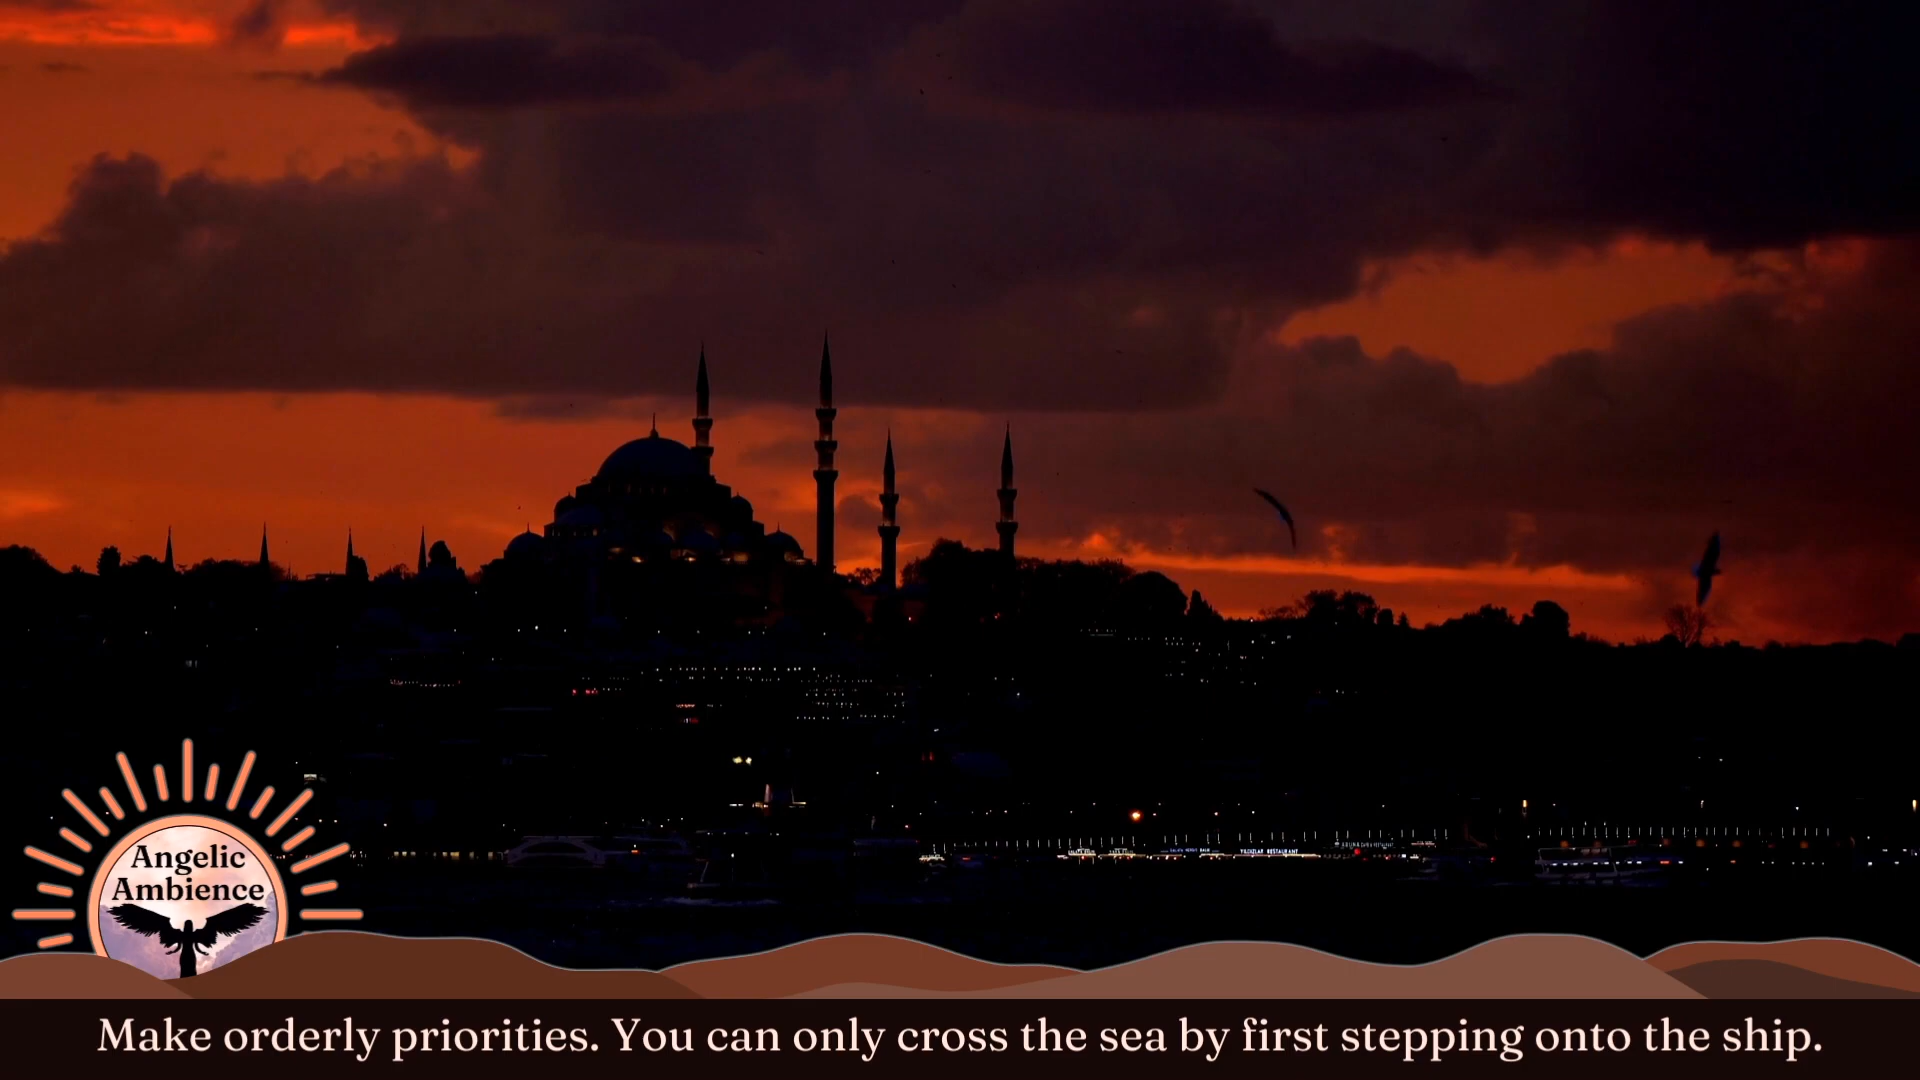 Angelic
Ambience
Make orderly priorities. You can only cross the sea by first stepping onto the ship.